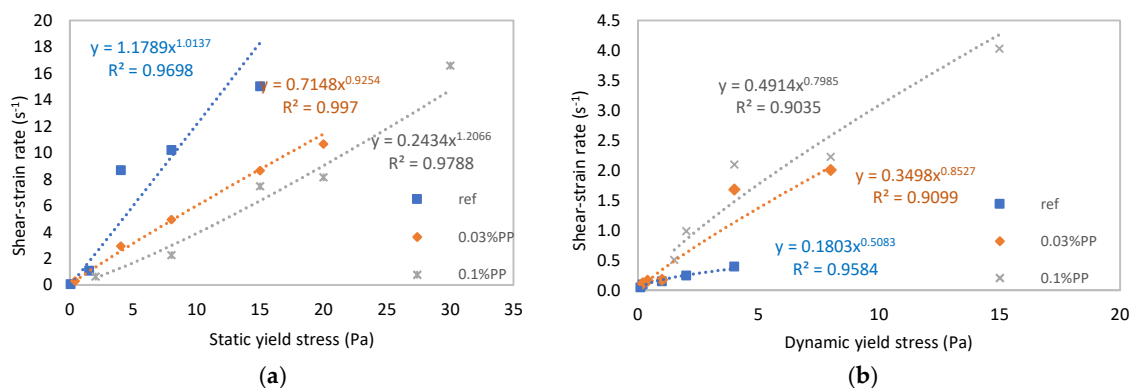 20
18
16
14
12
10
8
6
4
2
0
Shear-strain rate (s⁻¹)
y = 1.1789x^1.0137
R² = 0.9698
y = 0.7148x^0.9254
R² = 0.997
y = 0.2434x^1.2066
R² = 0.9788
ref
0.03%PP
0.1%PP
0 5 10 15 20 25 30 35
Static yield stress (Pa)
(a)
4.5
4.0
3.5
3.0
2.5
2.0
1.5
1.0
0.5
0.0
Shear-strain rate (s⁻¹)
y = 0.4914x^0.7985
R² = 0.9035
y = 0.3498x^0.8527
R² = 0.9099
y = 0.1803x^0.5083
R² = 0.9584
ref
0.03%PP
0.1%PP
0 5 10 15 20
Dynamic yield stress (Pa)
(b)